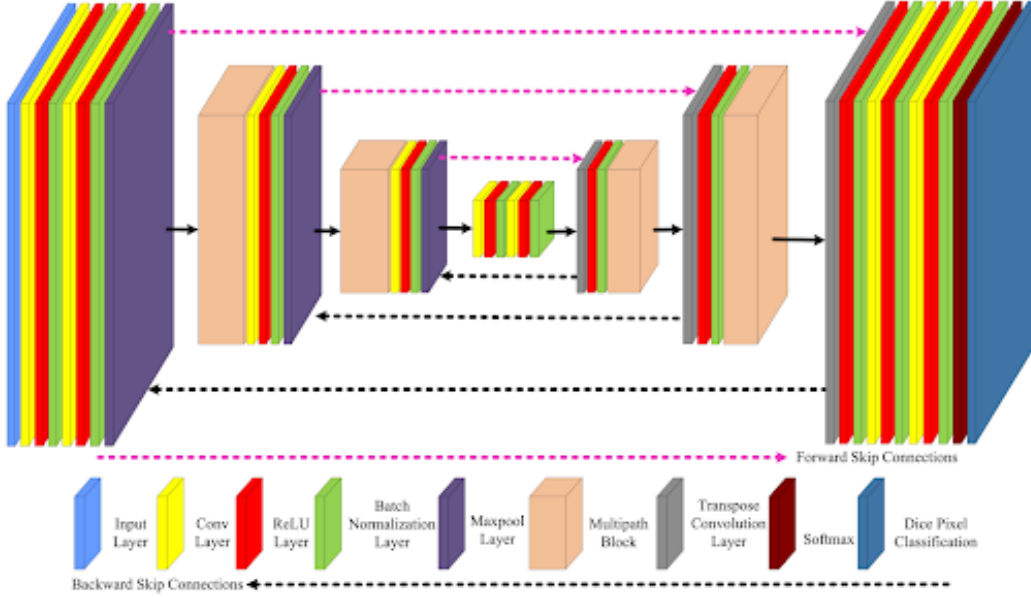 Forward Skip Connections
Input
Layer
Conv
Layer
ReLU
Layer
Batch
Normalization
Layer
Maxpool
Layer
Multipath
Block
Transpose
Convolution
Layer
Softmax
Dice Pixel
Classification
Backward Skip Connections